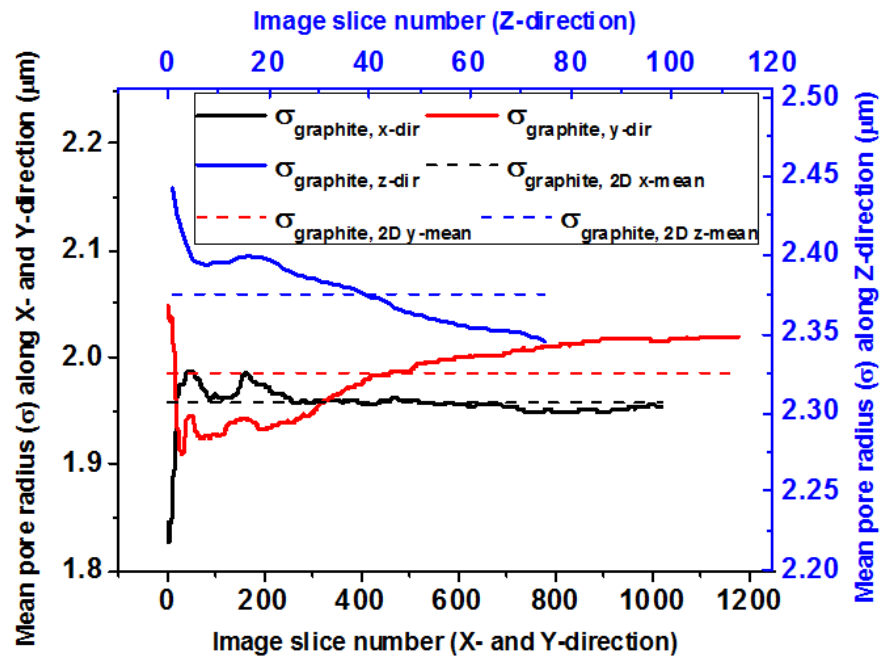 Image slice number (Z-direction)
0 20 40 60 80 100 120
Mean pore radius (σ) along X- and Y-direction (μm)
2.2
2.1
2.0
1.9
1.8
σgraphite, x-dir σgraphite, y-dir
σgraphite, z-dir σgraphite, 2D x-mean
σgraphite, 2D y-mean σgraphite, 2D z-mean
2.50
2.45
2.40
2.35
2.30
2.25
2.20
Mean pore radius (σ) along Z-direction (μm)
0 200 400 600 800 1000 1200
Image slice number (X- and Y-direction)